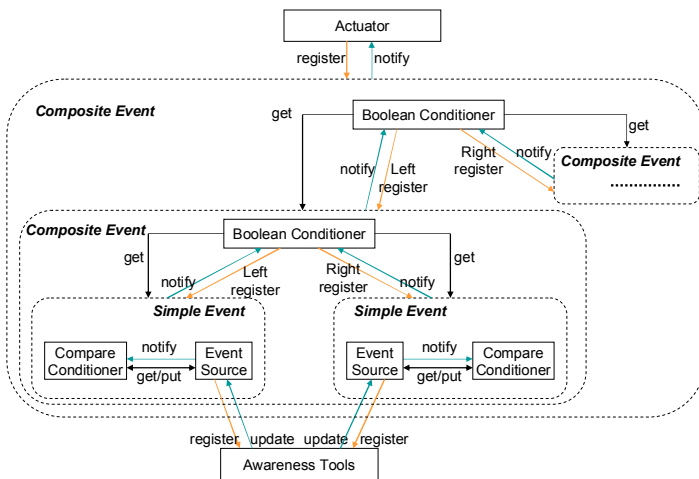 Actuator
register
notify
Composite Event
Boolean Conditioner
get
get
notify
Left
register
Right
register
notify
Composite Event
..............
Composite Event
Boolean Conditioner
get
notify
Left
register
Right
register
notify
get
Simple Event
Simple Event
Compare
Conditioner
notify
get/put
Event
Source
Event
Source
notify
get/put
Compare
Conditioner
register
update
update
register
Awareness Tools